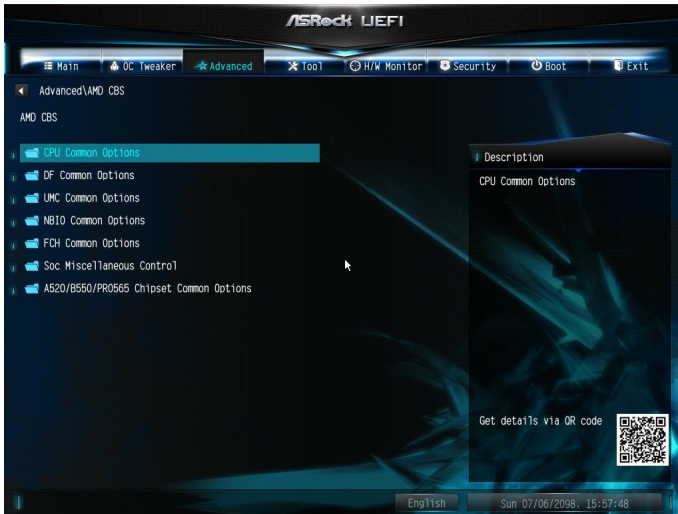 ASRock UEFI
Main OC Tweaker Advanced Tool H/W Monitor Security Boot Exit
Advanced\AMD CBS
AMD CBS
CPU Common Options
DF Common Options
UMC Common Options
NBIO Common Options
FCH Common Options
Soc Miscellaneous Control
A520/B550/PRO565 Chipset Common Options
Description
CPU Common Options
Get details via QR code
English
Sun 07/06/2098, 15:57:48